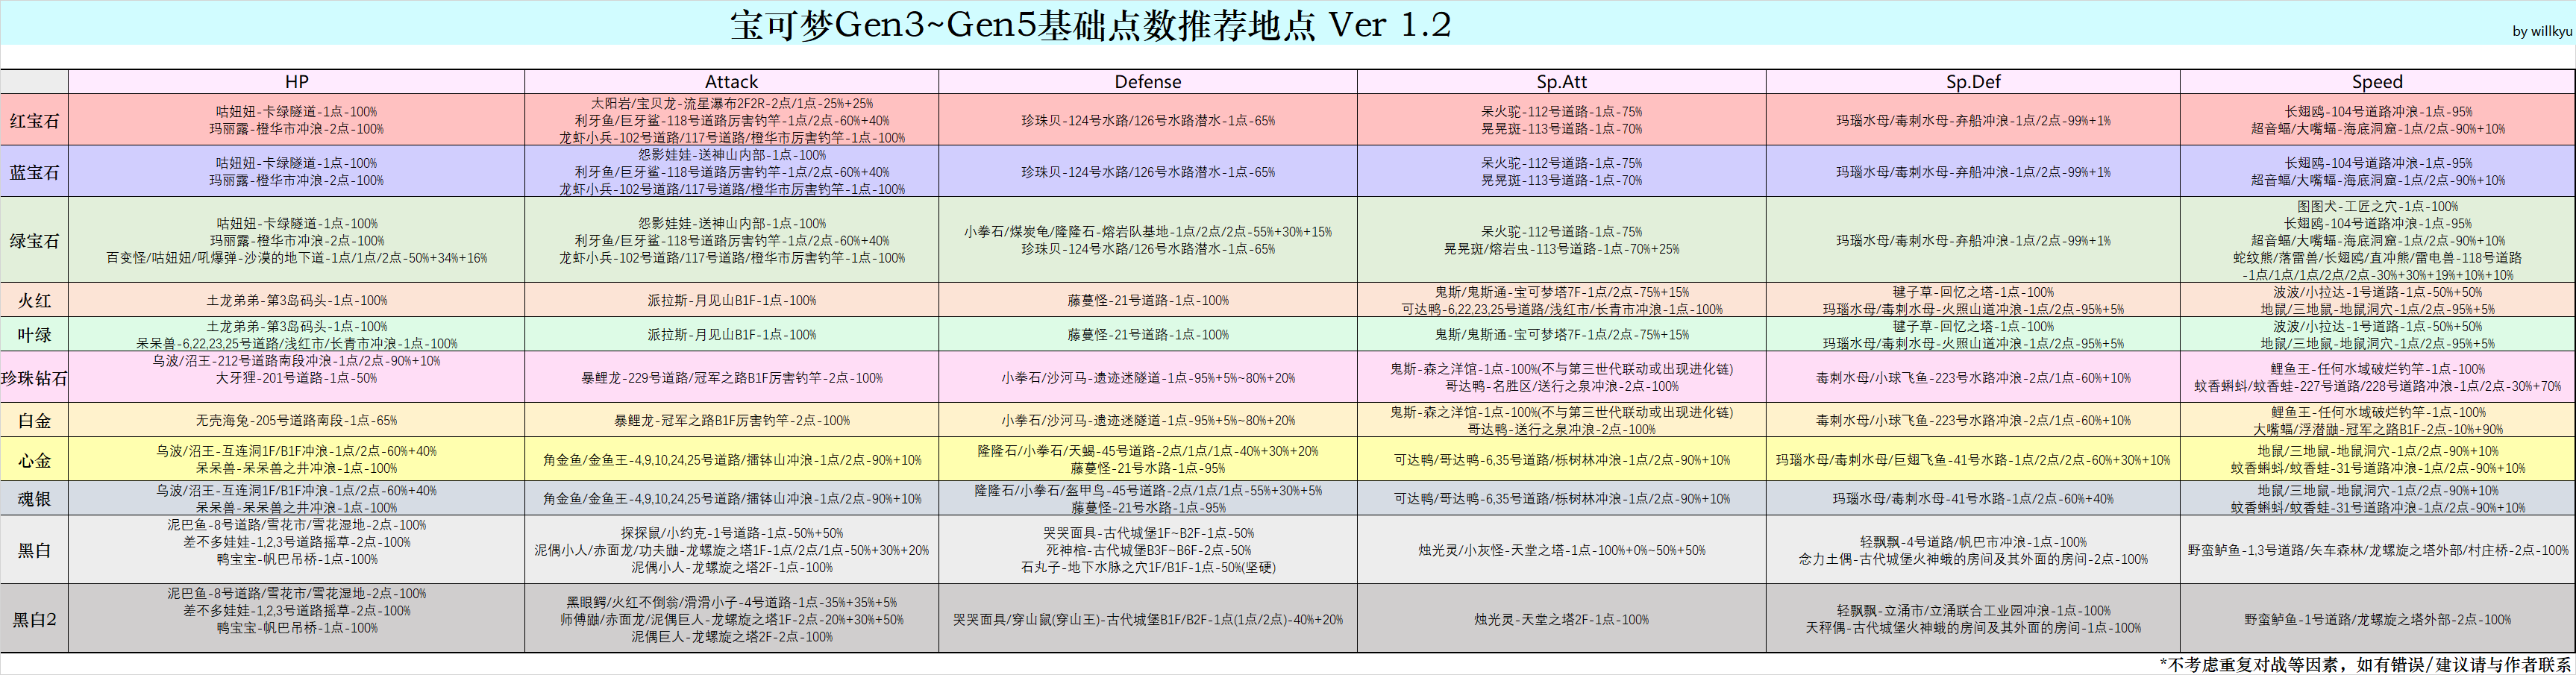 宝可梦Gen3~Gen5基础点数推荐地点 Ver 1.2
by willkyu
HP
Attack
Defense
Sp.Att
Sp.Def
Speed
红宝石
咕妞妞-卡绿隧道-1点-100%
玛丽露-橙华市冲浪-2点-100%
太阳岩/宝贝龙-流星瀑布2F2R-2点/1点-25%+25%
利牙鱼/巨牙鲨-118号道路厉害钓竿-1点/2点-60%+40%
龙虾小兵-102号道路/117号道路/橙华市厉害钓竿-1点-100%
珍珠贝-124号水路/126号水路潜水-1点-65%
呆火驼-112号道路-1点-75%
晃晃斑-113号道路-1点-70%
玛瑙水母/毒刺水母-弃船冲浪-1点/2点-99%+1%
长翅鸥-104号道路冲浪-1点-95%
超音蝠/大嘴蝠-海底洞窟-1点/2点-90%+10%
蓝宝石
咕妞妞-卡绿隧道-1点-100%
玛丽露-橙华市冲浪-2点-100%
怨影娃娃-送神山内部-1点-100%
利牙鱼/巨牙鲨-118号道路厉害钓竿-1点/2点-60%+40%
龙虾小兵-102号道路/117号道路/橙华市厉害钓竿-1点-100%
珍珠贝-124号水路/126号水路潜水-1点-65%
呆火驼-112号道路-1点-75%
晃晃斑-113号道路-1点-70%
玛瑙水母/毒刺水母-弃船冲浪-1点/2点-99%+1%
长翅鸥-104号道路冲浪-1点-95%
超音蝠/大嘴蝠-海底洞窟-1点/2点-90%+10%
绿宝石
咕妞妞-卡绿隧道-1点-100%
玛丽露-橙华市冲浪-2点-100%
百变怪/咕妞妞/吼爆弹-沙漠的地下道-1点/1点/2点-50%+34%+16%
怨影娃娃-送神山内部-1点-100%
利牙鱼/巨牙鲨-118号道路厉害钓竿-1点/2点-60%+40%
龙虾小兵-102号道路/117号道路/橙华市厉害钓竿-1点-100%
小拳石/煤炭龟/隆隆石-熔岩队基地-1点/2点/2点-55%+30%+15%
珍珠贝-124号水路/126号水路潜水-1点-65%
呆火驼-112号道路-1点-75%
晃晃斑/熔岩虫-113号道路-1点-70%+25%
玛瑙水母/毒刺水母-弃船冲浪-1点/2点-99%+1%
图图犬-工匠之穴-1点-100%
长翅鸥-104号道路冲浪-1点-95%
超音蝠/大嘴蝠-海底洞窟-1点/2点-90%+10%
蛇纹熊/落雷兽/长翅鸥/直冲熊/雷电兽-118号道路
-1点/1点/1点/2点/2点-30%+30%+19%+10%+10%
火红
土龙弟弟-第3岛码头-1点-100%
派拉斯-月见山B1F-1点-100%
藤蔓怪-21号道路-1点-100%
鬼斯/鬼斯通-宝可梦塔7F-1点/2点-75%+15%
可达鸭-6,22,23,25号道路/浅红市/长青市冲浪-1点-100%
毽子草-回忆之塔-1点-100%
玛瑙水母/毒刺水母-火照山道冲浪-1点/2点-95%+5%
波波/小拉达-1号道路-1点-50%+50%
地鼠/三地鼠-地鼠洞穴-1点/2点-95%+5%
叶绿
土龙弟弟-第3岛码头-1点-100%
呆呆兽-6,22,23,25号道路/浅红市/长青市冲浪-1点-100%
派拉斯-月见山B1F-1点-100%
藤蔓怪-21号道路-1点-100%
鬼斯/鬼斯通-宝可梦塔7F-1点/2点-75%+15%
毽子草-回忆之塔-1点-100%
玛瑙水母/毒刺水母-火照山道冲浪-1点/2点-95%+5%
波波/小拉达-1号道路-1点-50%+50%
地鼠/三地鼠-地鼠洞穴-1点/2点-95%+5%
珍珠钻石
乌波/沼王-212号道路南段冲浪-1点/2点-90%+10%
大牙狸-201号道路-1点-50%
暴鲤龙-229号道路/冠军之路B1F厉害钓竿-2点-100%
小拳石/沙河马-遗迹迷隧道-1点-95%+5%~80%+20%
鬼斯-森之洋馆-1点-100%(不与第三世代联动或出现进化链)
哥达鸭-名胜区/送行之泉冲浪-2点-100%
毒刺水母/小球飞鱼-223号水路冲浪-2点/1点-60%+10%
鲤鱼王-任何水域破烂钓竿-1点-100%
蚊香蝌蚪/蚊香蛙-227号道路/228号道路冲浪-1点/2点-30%+70%
白金
无壳海兔-205号道路南段-1点-65%
暴鲤龙-冠军之路B1F厉害钓竿-2点-100%
小拳石/沙河马-遗迹迷隧道-1点-95%+5%~80%+20%
鬼斯-森之洋馆-1点-100%(不与第三世代联动或出现进化链)
哥达鸭-送行之泉冲浪-2点-100%
毒刺水母/小球飞鱼-223号水路冲浪-2点/1点-60%+10%
鲤鱼王-任何水域破烂钓竿-1点-100%
大嘴蝠/浮潜鼬-冠军之路B1F-2点-10%+90%
心金
乌波/沼王-互连洞1F/B1F冲浪-1点/2点-60%+40%
呆呆兽-呆呆兽之井冲浪-1点-100%
角金鱼/金鱼王-4,9,10,24,25号道路/擂钵山冲浪-1点/2点-90%+10%
隆隆石/小拳石/天蝎-45号道路-2点/1点/1点-40%+30%+20%
藤蔓怪-21号水路-1点-95%
可达鸭/哥达鸭-6,35号道路/栎树林冲浪-1点/2点-90%+10%
玛瑙水母/毒刺水母/巨翅飞鱼-41号水路-1点/2点/2点-60%+30%+10%
地鼠/三地鼠-地鼠洞穴-1点/2点-90%+10%
蚊香蝌蚪/蚊香蛙-31号道路冲浪-1点/2点-90%+10%
魂银
乌波/沼王-互连洞1F/B1F冲浪-1点/2点-60%+40%
呆呆兽-呆呆兽之井冲浪-1点-100%
角金鱼/金鱼王-4,9,10,24,25号道路/擂钵山冲浪-1点/2点-90%+10%
隆隆石/小拳石/盔甲鸟-45号道路-2点/1点/1点-55%+30%+5%
藤蔓怪-21号水路-1点-95%
可达鸭/哥达鸭-6,35号道路/栎树林冲浪-1点/2点-90%+10%
玛瑙水母/毒刺水母-41号水路-1点/2点-60%+40%
地鼠/三地鼠-地鼠洞穴-1点/2点-90%+10%
蚊香蝌蚪/蚊香蛙-31号道路冲浪-1点/2点-90%+10%
黑白
泥巴鱼-8号道路/雪花市/雪花湿地-2点-100%
差不多娃娃-1,2,3号道路摇草-2点-100%
鸭宝宝-帆巴吊桥-1点-100%
探探鼠/小约克-1号道路-1点-50%+50%
泥偶小人/赤面龙/功夫鼬-龙螺旋之塔1F-1点/2点/1点-50%+30%+20%
泥偶小人-龙螺旋之塔2F-1点-100%
哭哭面具-古代城堡1F~B2F-1点-50%
死神棺-古代城堡B3F~B6F-2点-50%
石丸子-地下水脉之穴1F/B1F-1点-50%(坚硬)
烛光灵/小灰怪-天堂之塔-1点-100%+0%~50%+50%
轻飘飘-4号道路/帆巴市冲浪-1点-100%
念力土偶-古代城堡火神蛾的房间及其外面的房间-2点-100%
野蛮鲈鱼-1,3号道路/矢车森林/龙螺旋之塔外部/村庄桥-2点-100%
黑白2
泥巴鱼-8号道路/雪花市/雪花湿地-2点-100%
差不多娃娃-1,2,3号道路摇草-2点-100%
鸭宝宝-帆巴吊桥-1点-100%
黑眼鳄/火红不倒翁/滑滑小子-4号道路-1点-35%+35%+5%
师傅鼬/赤面龙/泥偶巨人-龙螺旋之塔1F-2点-20%+30%+50%
泥偶巨人-龙螺旋之塔2F-2点-100%
哭哭面具/穿山鼠(穿山王)-古代城堡B1F/B2F-1点(1点/2点)-40%+20%
烛光灵-天堂之塔2F-1点-100%
轻飘飘-立涌市/立涌联合工业园冲浪-1点-100%
天秤偶-古代城堡火神蛾的房间及其外面的房间-1点-100%
野蛮鲈鱼-1号道路/龙螺旋之塔外部-2点-100%
*不考虑重复对战等因素，如有错误/建议请与作者联系